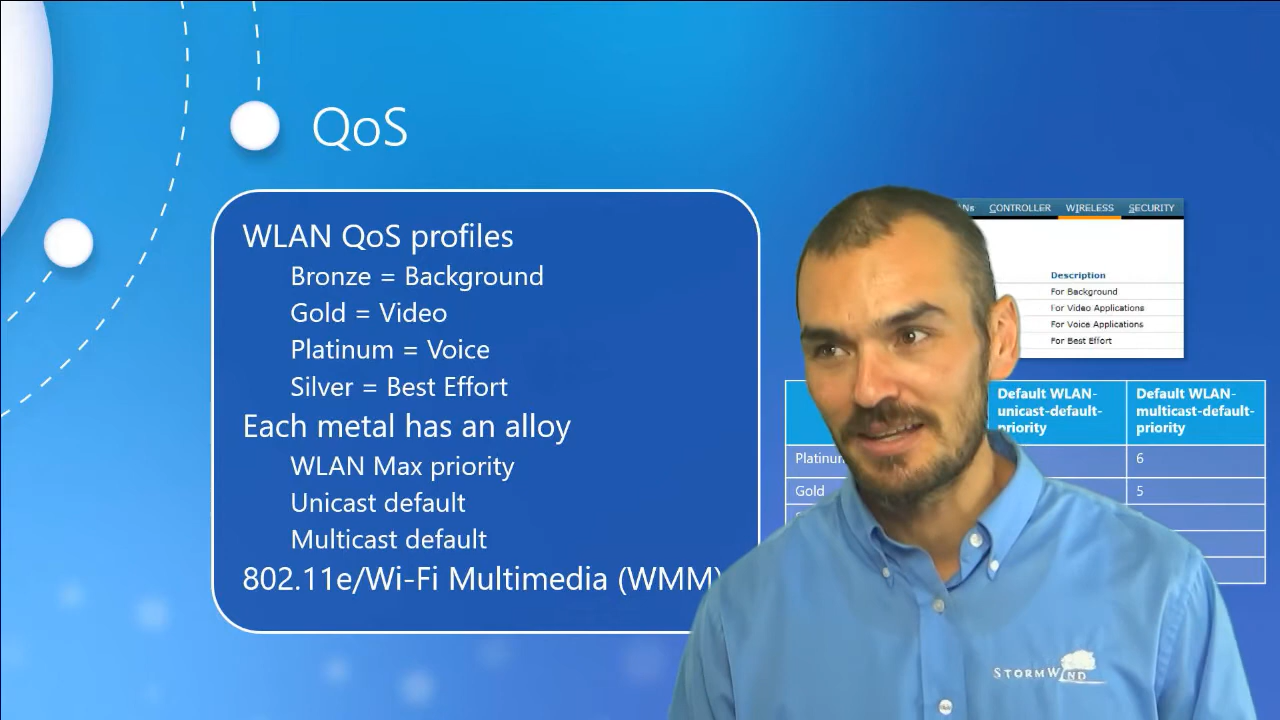 QoS
WLAN QoS profiles
Bronze = Background
Gold = Video
Platinum = Voice
Silver = Best Effort
Each metal has an alloy
WLAN Max priority
Unicast default
Multicast default
802.11e/Wi-Fi Multimedia (WMM)
CONTROLLER WIRELESS SECURITY
Description
For Background
For Video Applications
For Voice Applications
For Best Effort
Default WLAN-
unicast-default-
priority
Default WLAN-
multicast-default-
priority
Platinum 6
Gold 5
STORMWIND